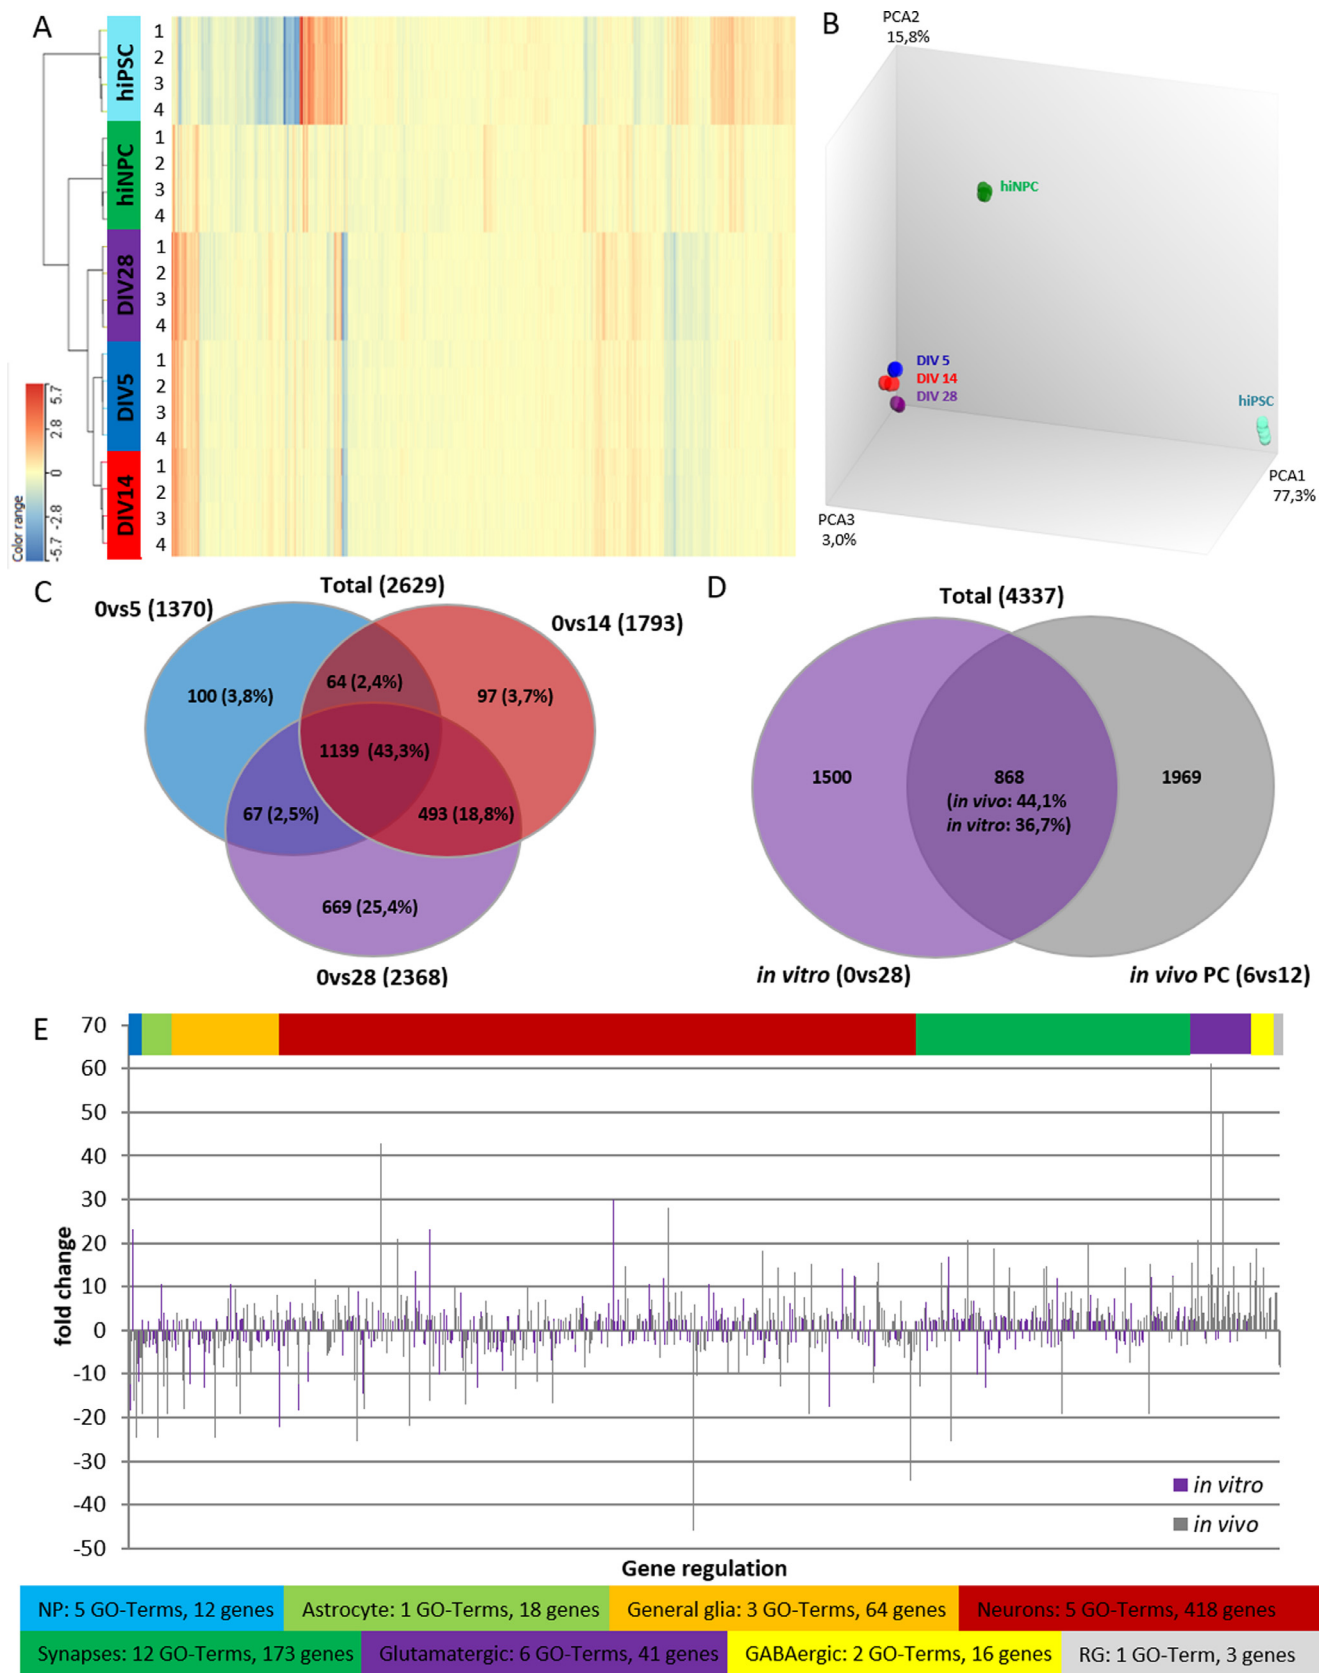 A
hiPSC
1
2
3
4
hiNPC
1
2
3
4
DIV28
1
2
3
4
DIV5
1
2
3
4
DIV14
1
2
3
4
Color range
-5.7 -2.8 0 2.8 5.7
B
PCA2
15,8%
hiNPC
DIV 5
DIV 14
DIV 28
hiPSC
PCA1
77,3%
PCA3
3,0%
C
Total (2629)
0vs5 (1370)
0vs14 (1793)
64 (2,4%)
100 (3,8%)
97 (3,7%)
1139 (43,3%)
67 (2,5%)
493 (18,8%)
669 (25,4%)
0vs28 (2368)
D
Total (4337)
1500
868
1969
(in vivo: 44,1%
in vitro: 36,7%)
in vitro (0vs28)
in vivo PC (6vs12)
E
70
60
50
40
30
20
10
0
-10
-20
-30
-40
-50
fold change
in vitro
in vivo
Gene regulation
NP: 5 GO-Terms, 12 genes
Astrocyte: 1 GO-Terms, 18 genes
General glia: 3 GO-Terms, 64 genes
Neurons: 5 GO-Terms, 418 genes
Synapses: 12 GO-Terms, 173 genes
Glutamatergic: 6 GO-Terms, 41 genes
GABAergic: 2 GO-Terms, 16 genes
RG: 1 GO-Term, 3 genes